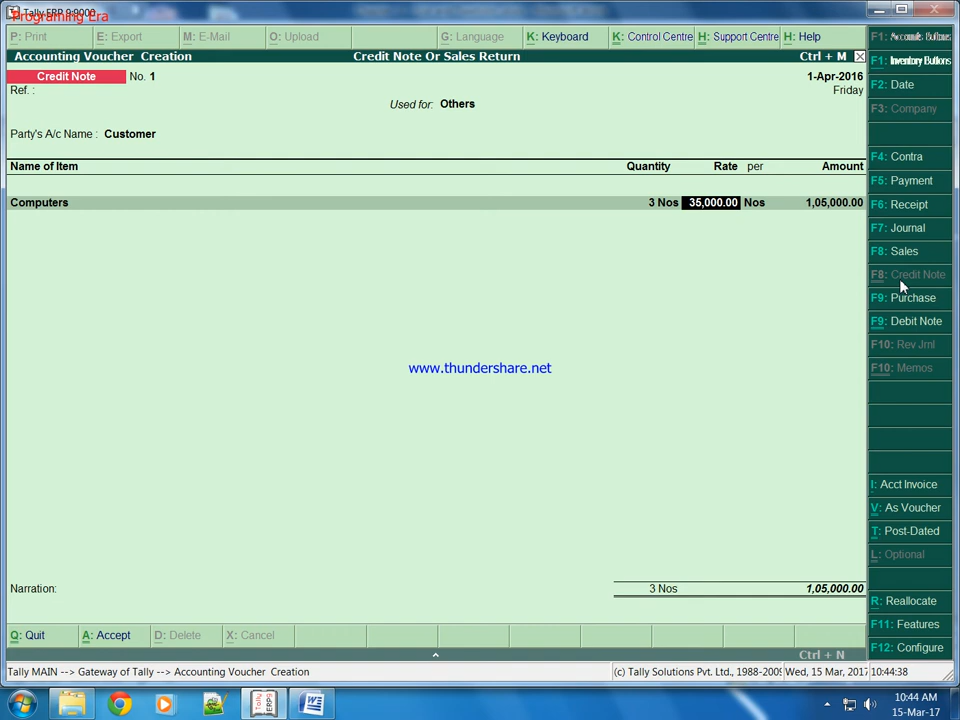 Tally.ERP 9:9000
Programing Era
P: Print
E: Export
M: E-Mail
O: Upload
G: Language
K: Keyboard
K: Control Centre
H: Support Centre
H: Help
Accounting Voucher Creation
Credit Note Or Sales Return
Ctrl + M
Credit Note
No. 1
1-Apr-2016
Ref. :
Friday
Used for: Others
Party's A/c Name : Customer
Name of Item
Quantity
Rate
per
Amount
Computers
3 Nos
35,000.00
Nos
1,05,000.00
www.thundershare.net
Narration:
3 Nos
1,05,000.00
F1:
F1: Inventory Buttons
F2: Date
F3: Company
F4: Contra
F5: Payment
F6: Receipt
F7: Journal
F8: Sales
F8: Credit Note
F9: Purchase
F9: Debit Note
F10: Rev Jrnl
F10: Memos
I: Acct Invoice
V: As Voucher
T: Post-Dated
L: Optional
R: Reallocate
F11: Features
F12: Configure
Q: Quit
A: Accept
D: Delete
X: Cancel
Ctrl + N
Tally MAIN --> Gateway of Tally --> Accounting Voucher Creation
(c) Tally Solutions Pvt. Ltd., 1988-2009
Wed, 15 Mar, 2017
10:44:38
Tally
ERP9
10:44 AM
15-Mar-17